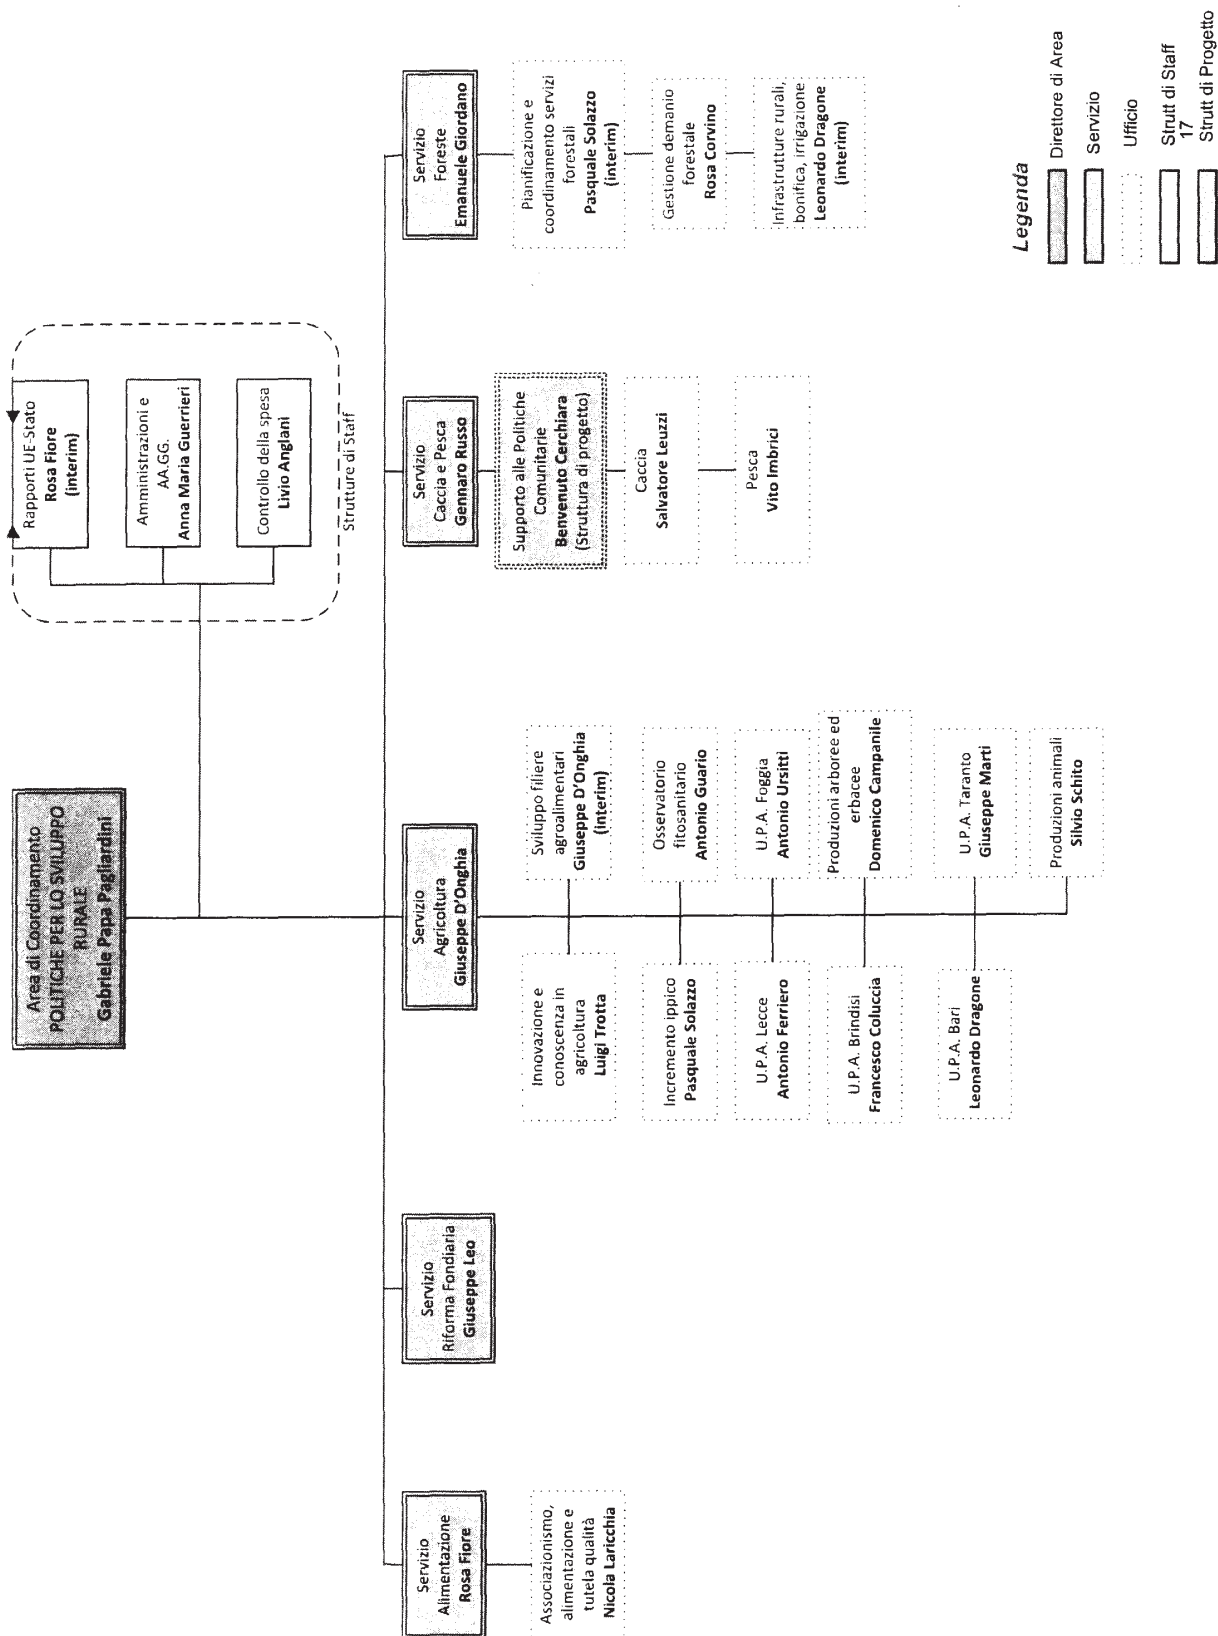 Area di Coordinamento
POLITICHE PER LO SVILUPPO
RURALE
Gabriele Papa Pagliardini
Rapporti UE-Stato
Rosa Fiore
(interim)
Amministrazioni e
AA.GG.
Anna Maria Guerrieri
Controllo della spesa
Livio Anglani
Strutture di Staff
Servizio
Alimentazione
Rosa Fiore
Associazionismo,
alimentazione e
tutela qualità
Nicola Laricchia
Servizio
Riforma Fondiaria
Giuseppe Leo
Servizio
Agricoltura
Giuseppe D'Onghia
Innovazione e
conoscenza in
agricoltura
Luigi Trotta
Sviluppo filiere
agroalimentari
Giuseppe D'Onghia
(interim)
Incremento ippico
Pasquale Solazzo
Osservatorio
fitosanitario
Antonio Guario
U.P.A. Lecce
Antonio Ferriero
U.P.A. Foggia
Antonio Ursitti
U.P.A. Brindisi
Francesco Coluccia
Produzioni arboree ed
erbacee
Domenico Campanile
U.P.A. Bari
Leonardo Dragone
U.P.A. Taranto
Giuseppe Marti
Produzioni animali
Silvio Schito
Servizio
Caccia e Pesca
Gennaro Russo
Supporto alle Politiche
Comunitarie
Benvenuto Cerchiara
(Struttura di progetto)
Caccia
Salvatore Leuzzi
Pesca
Vito Imbrici
Servizio
Foreste
Emanuele Giordano
Pianificazione e
coordinamento servizi
forestali
Pasquale Solazzo
(interim)
Gestione demanio
forestale
Rosa Corvino
Infrastrutture rurali,
bonifica, irrigazione
Leonardo Dragone
(interim)
Legenda
Direttore di Area
Servizio
Ufficio
Strutt di Staff
17
Strutt di Progetto